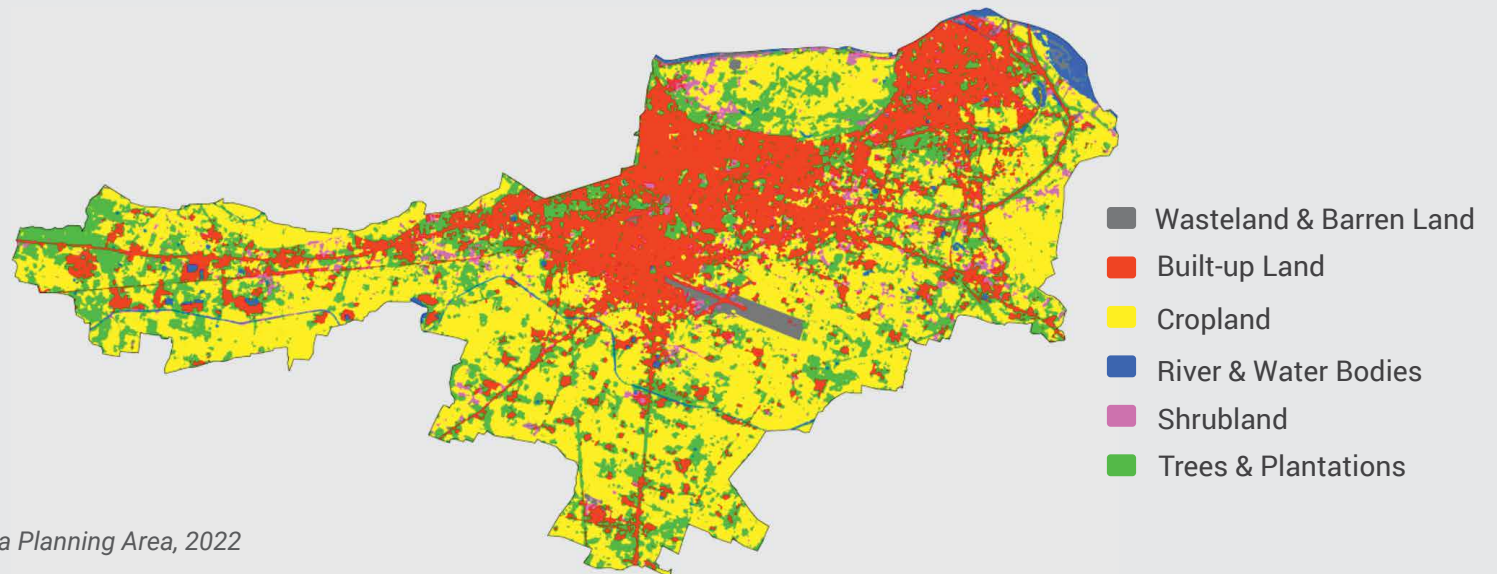 Wasteland & Barren Land
Built-up Land
Cropland
River & Water Bodies
Shrubland
Trees & Plantations
a Planning Area, 2022